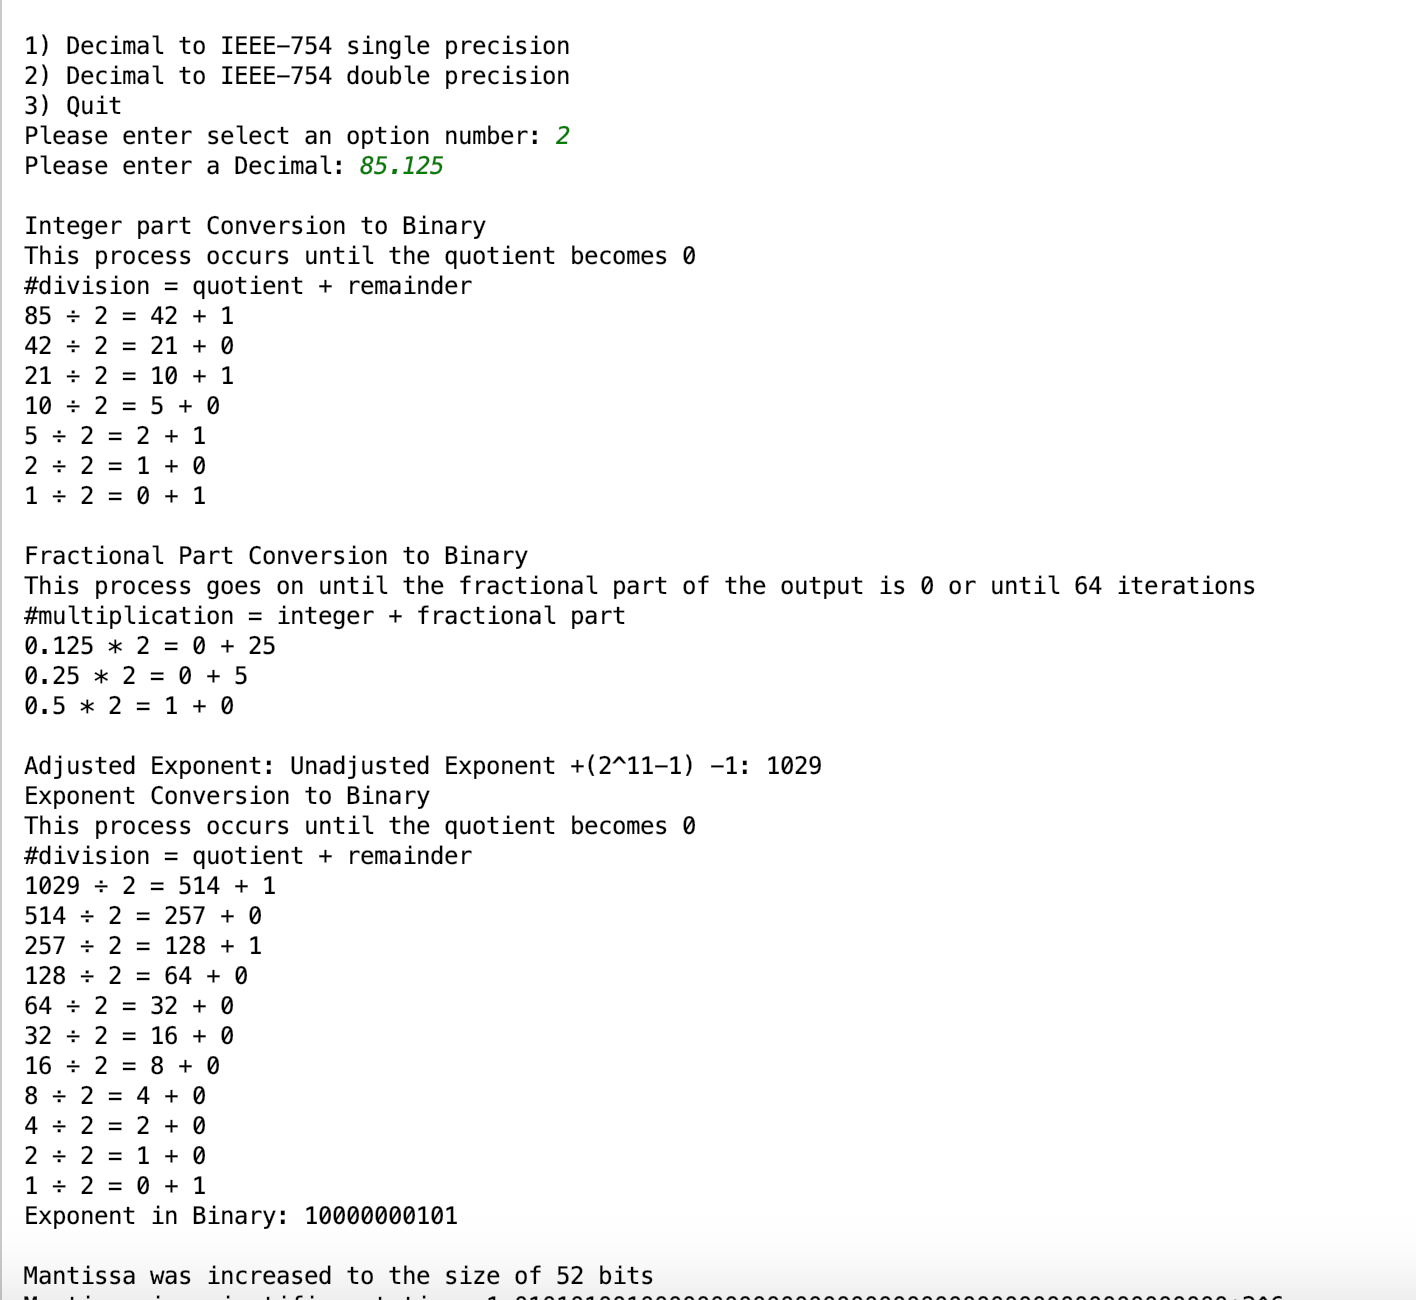 1) Decimal to IEEE-754 single precision
2) Decimal to IEEE-754 double precision
3) Quit
Please enter select an option number: 2
Please enter a Decimal: 85.125
Integer part Conversion to Binary
This process occurs until the quotient becomes 0
#division = quotient + remainder
85 ÷ 2 = 42 + 1
42 ÷ 2 = 21 + 0
21 ÷ 2 = 10 + 1
10 ÷ 2 = 5 + 0
5 ÷ 2 = 2 + 1
2 ÷ 2 = 1 + 0
1 ÷ 2 = 0 + 1
Fractional Part Conversion to Binary
This process goes on until the fractional part of the output is 0 or until 64 iterations
#multiplication = integer + fractional part
0.125 * 2 = 0 + 25
0.25 * 2 = 0 + 5
0.5 * 2 = 1 + 0
Adjusted Exponent: Unadjusted Exponent +(2^11-1) -1: 1029
Exponent Conversion to Binary
This process occurs until the quotient becomes 0
#division = quotient + remainder
1029 ÷ 2 = 514 + 1
514 ÷ 2 = 257 + 0
257 ÷ 2 = 128 + 1
128 ÷ 2 = 64 + 0
64 ÷ 2 = 32 + 0
32 ÷ 2 = 16 + 0
16 ÷ 2 = 8 + 0
8 ÷ 2 = 4 + 0
4 ÷ 2 = 2 + 0
2 ÷ 2 = 1 + 0
1 ÷ 2 = 0 + 1
Exponent in Binary: 10000000101
Mantissa was increased to the size of 52 bits